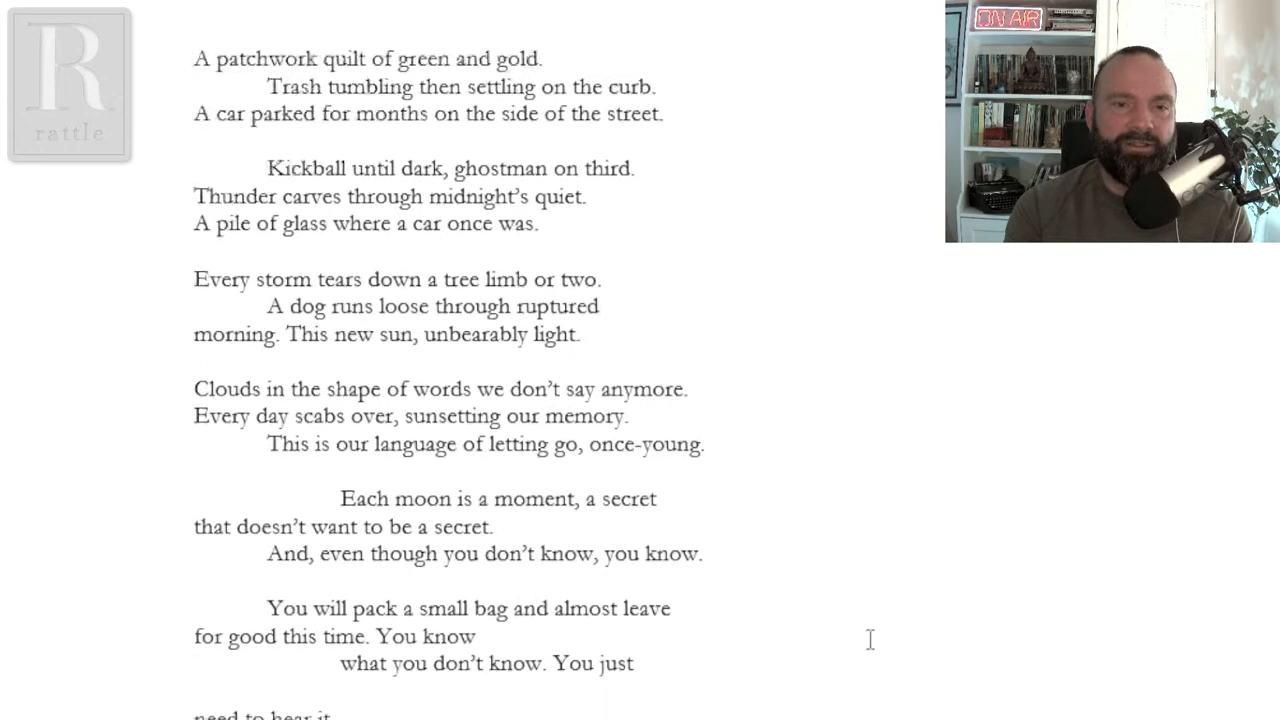 R
rattle
ON AIR
A patchwork quilt of green and gold.
Trash tumbling then settling on the curb.
A car parked for months on the side of the street.
Kickball until dark, ghostman on third.
Thunder carves through midnight's quiet.
A pile of glass where a car once was.
Every storm tears down a tree limb or two.
A dog runs loose through ruptured
morning. This new sun, unbearably light.
Clouds in the shape of words we don't say anymore.
Every day scabs over, sunsetting our memory.
This is our language of letting go, once-young.
Each moon is a moment, a secret
that doesn't want to be a secret.
And, even though you don't know, you know.
You will pack a small bag and almost leave
for good this time. You know
what you don't know. You just
need to hear it